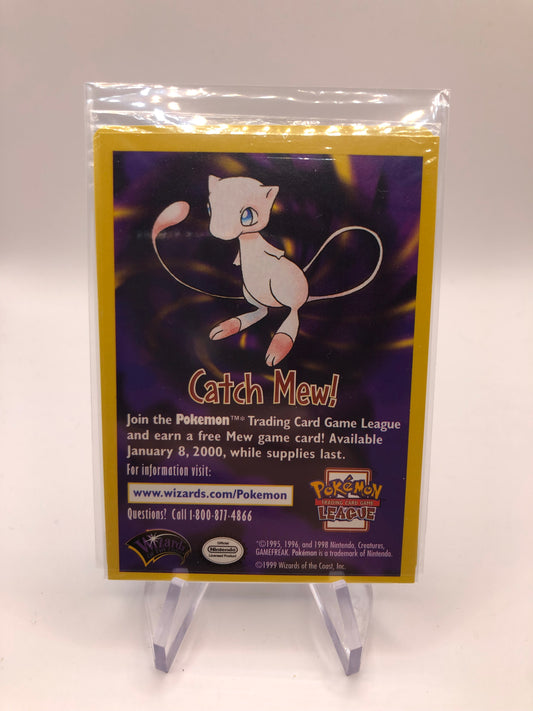 Catch Mew!
Join the Pokemon™* Trading Card Game League
and earn a free Mew game card! Available
January 8, 2000, while supplies last.
For information visit:
www.wizards.com/Pokemon
Questions? Call 1-800-877-4866
POKéMON
TRADING CARD GAME
LEAGUE
Wizards
Official
Nintendo
Licensed Product
*©1995, 1996, and 1998 Nintendo, Creatures,
GAMEFREAK. Pokémon is a trademark of Nintendo.
©1999 Wizards of the Coast, Inc.